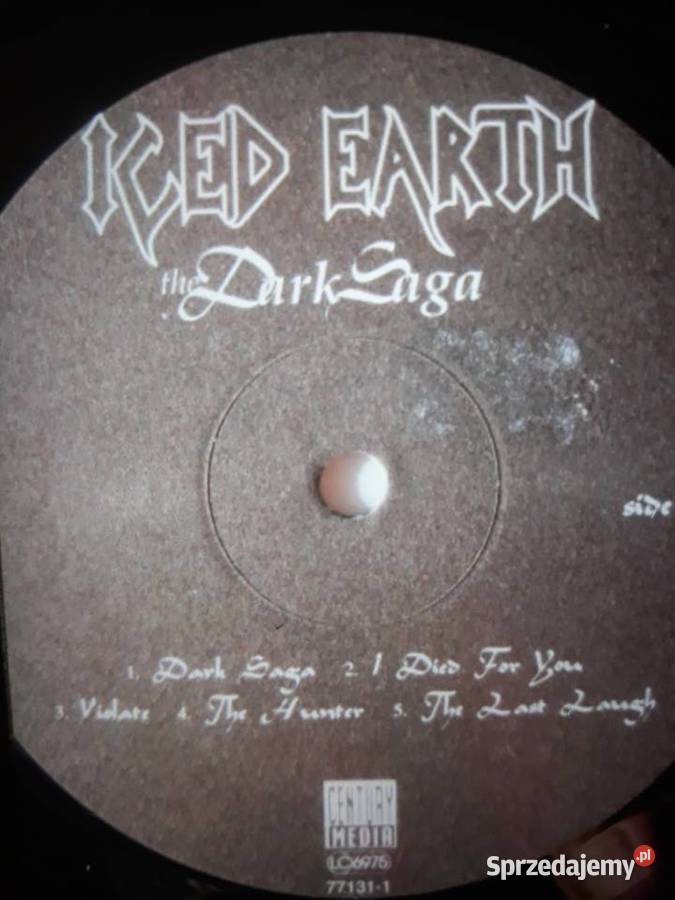 ICED EARTH
the Dark Saga
side
1. Dark Saga 2. I Died For You
3. Violate 4. The Hunter 5. The Last Laugh
CENTURY
MEDIA
LC6975
77131-1
Sprzedajemy.pl